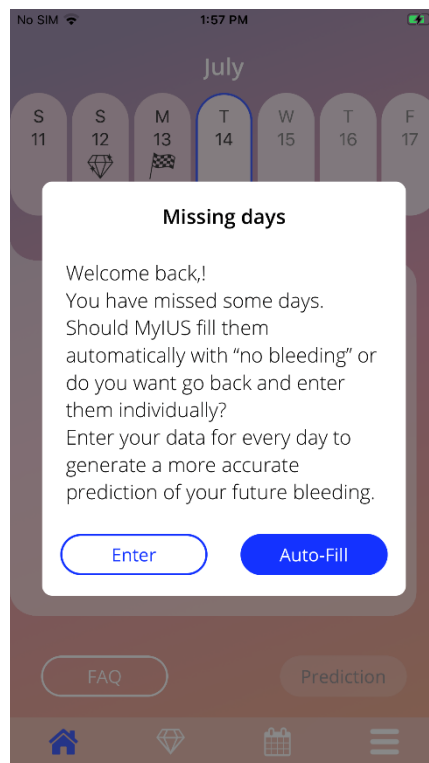 No SIM 1:57 PM
July
S S M T W T F
11 12 13 14 15 16 17
Missing days
Welcome back,!
You have missed some days.
Should MyIUS fill them
automatically with “no bleeding” or
do you want go back and enter
them individually?
Enter your data for every day to
generate a more accurate
prediction of your future bleeding.
Enter Auto-Fill
FAQ Prediction